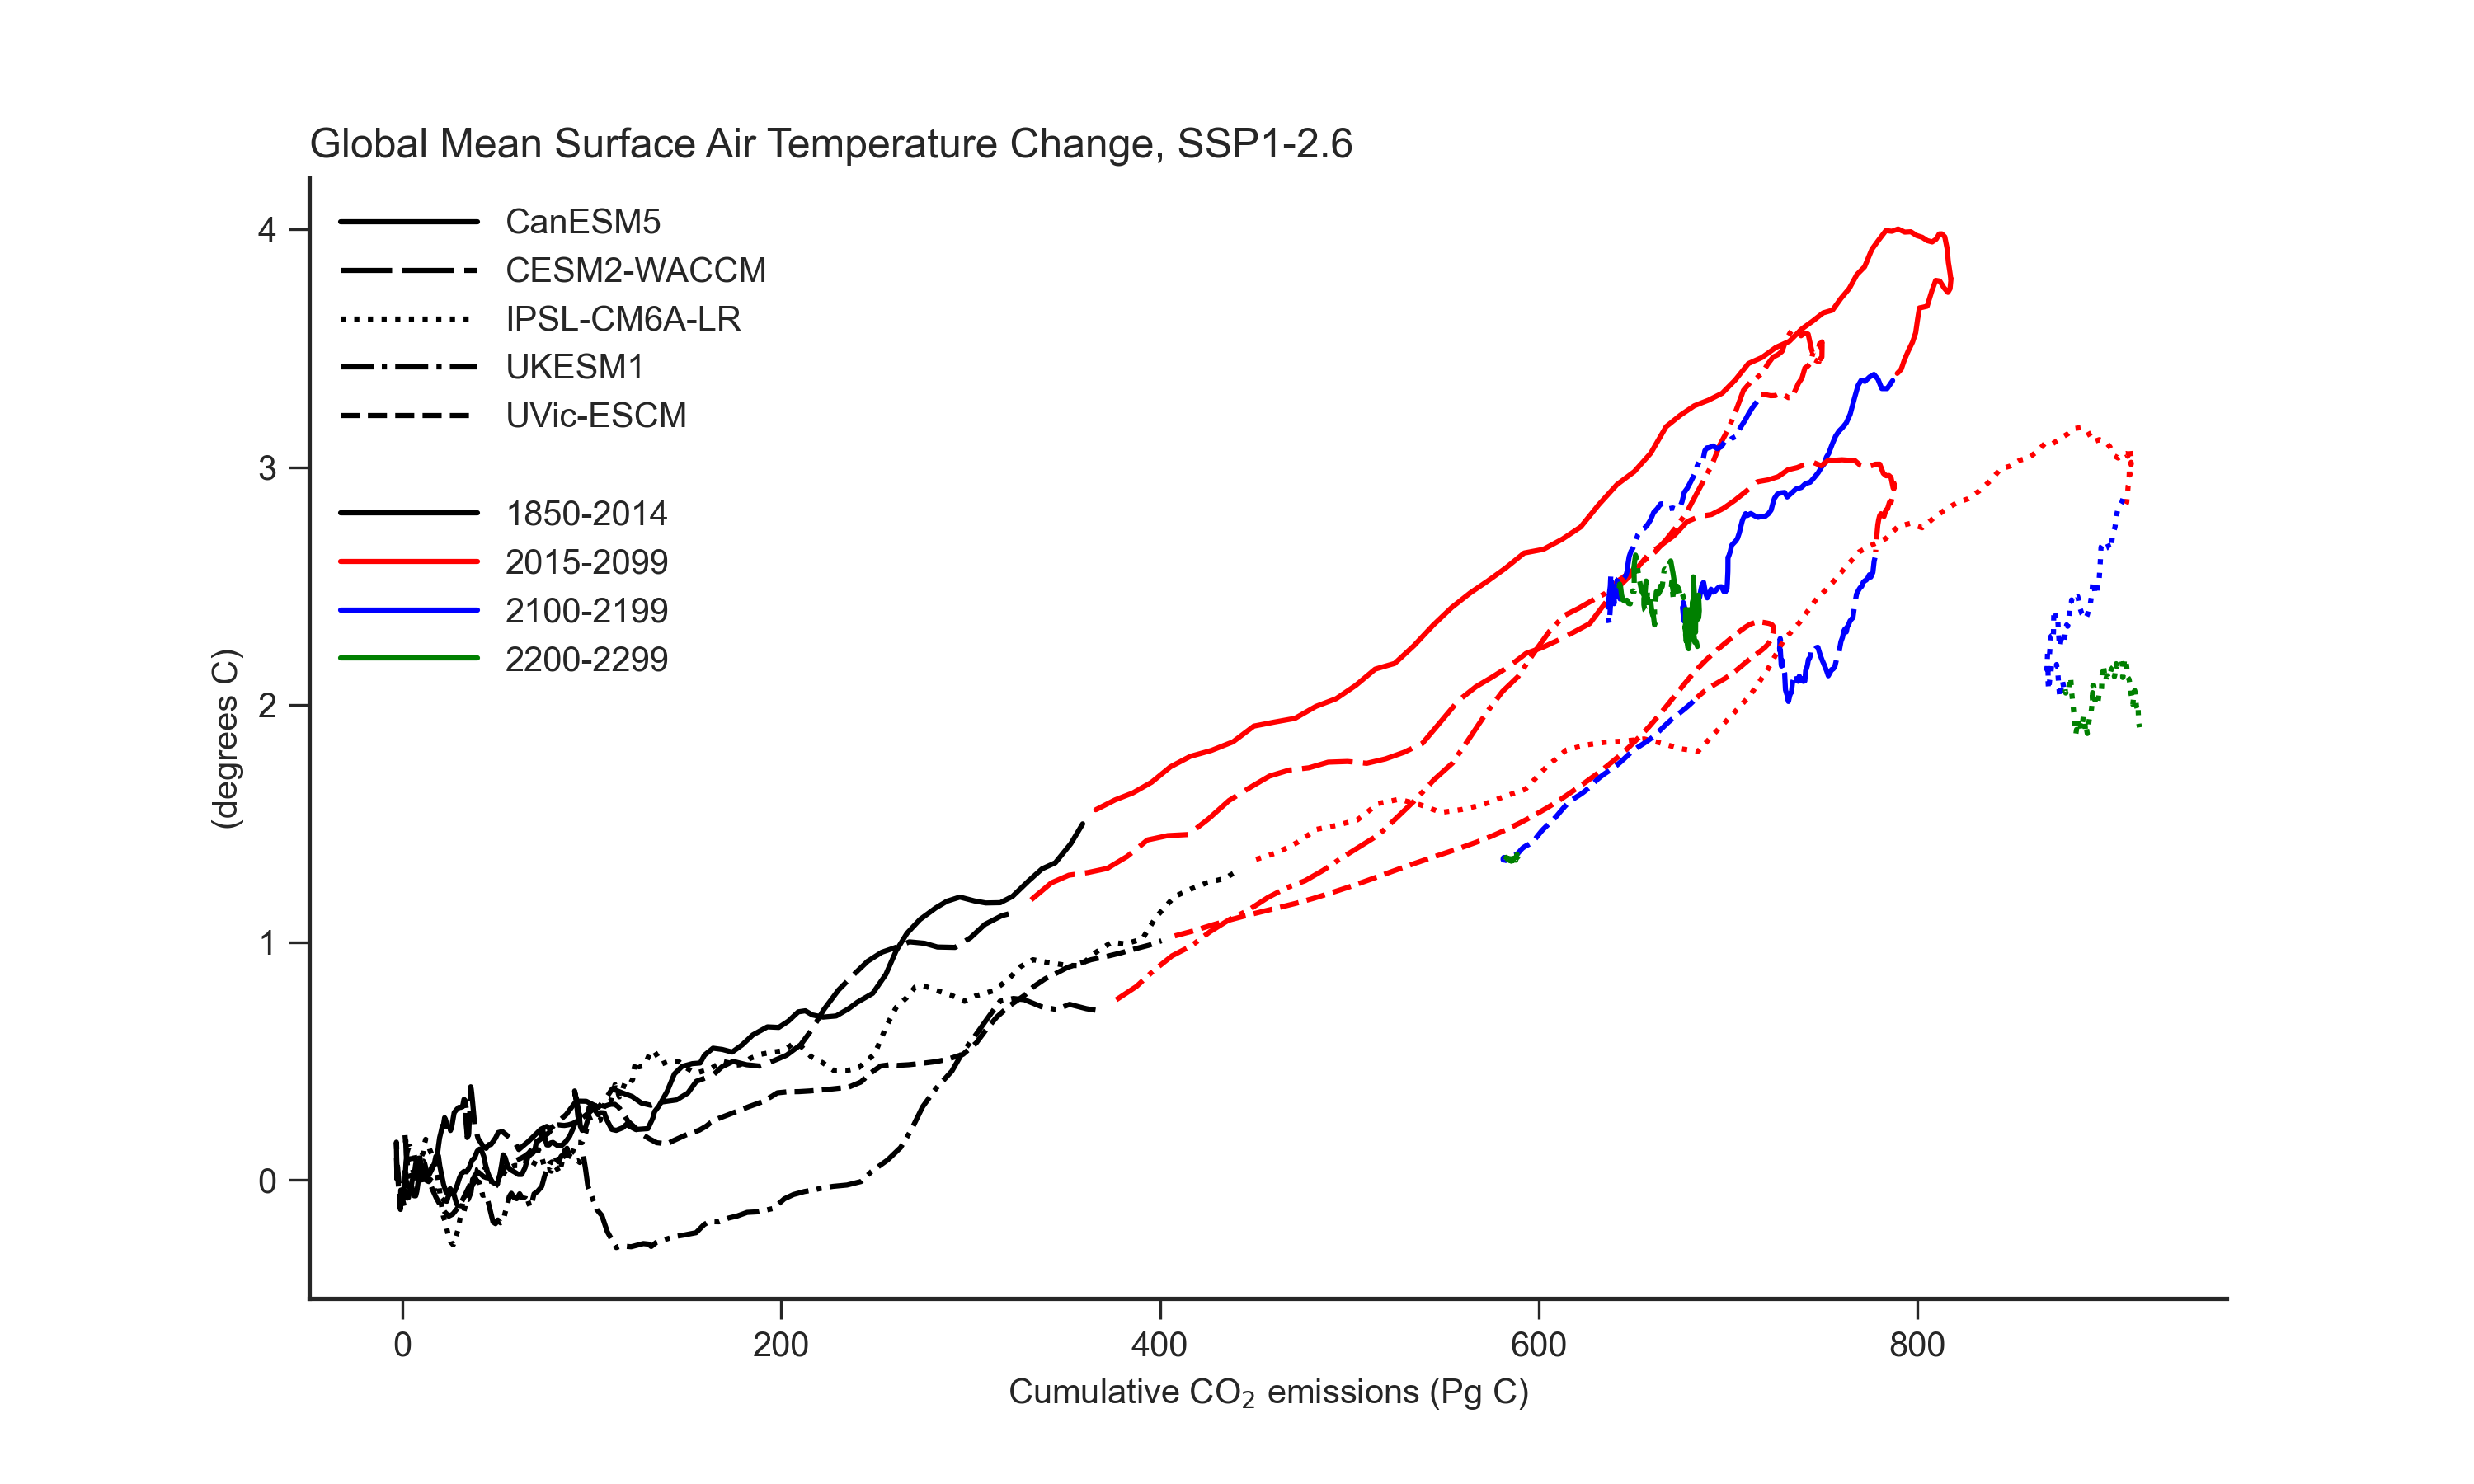 Global Mean Surface Air Temperature Change, SSP1-2.6
CanESM5
CESM2-WACCM
IPSL-CM6A-LR
UKESM1
UVic-ESCM
1850-2014
2015-2099
2100-2199
2200-2299
(degrees C)
4
3
2
1
0
0 200 400 600 800
Cumulative CO₂ emissions (Pg C)